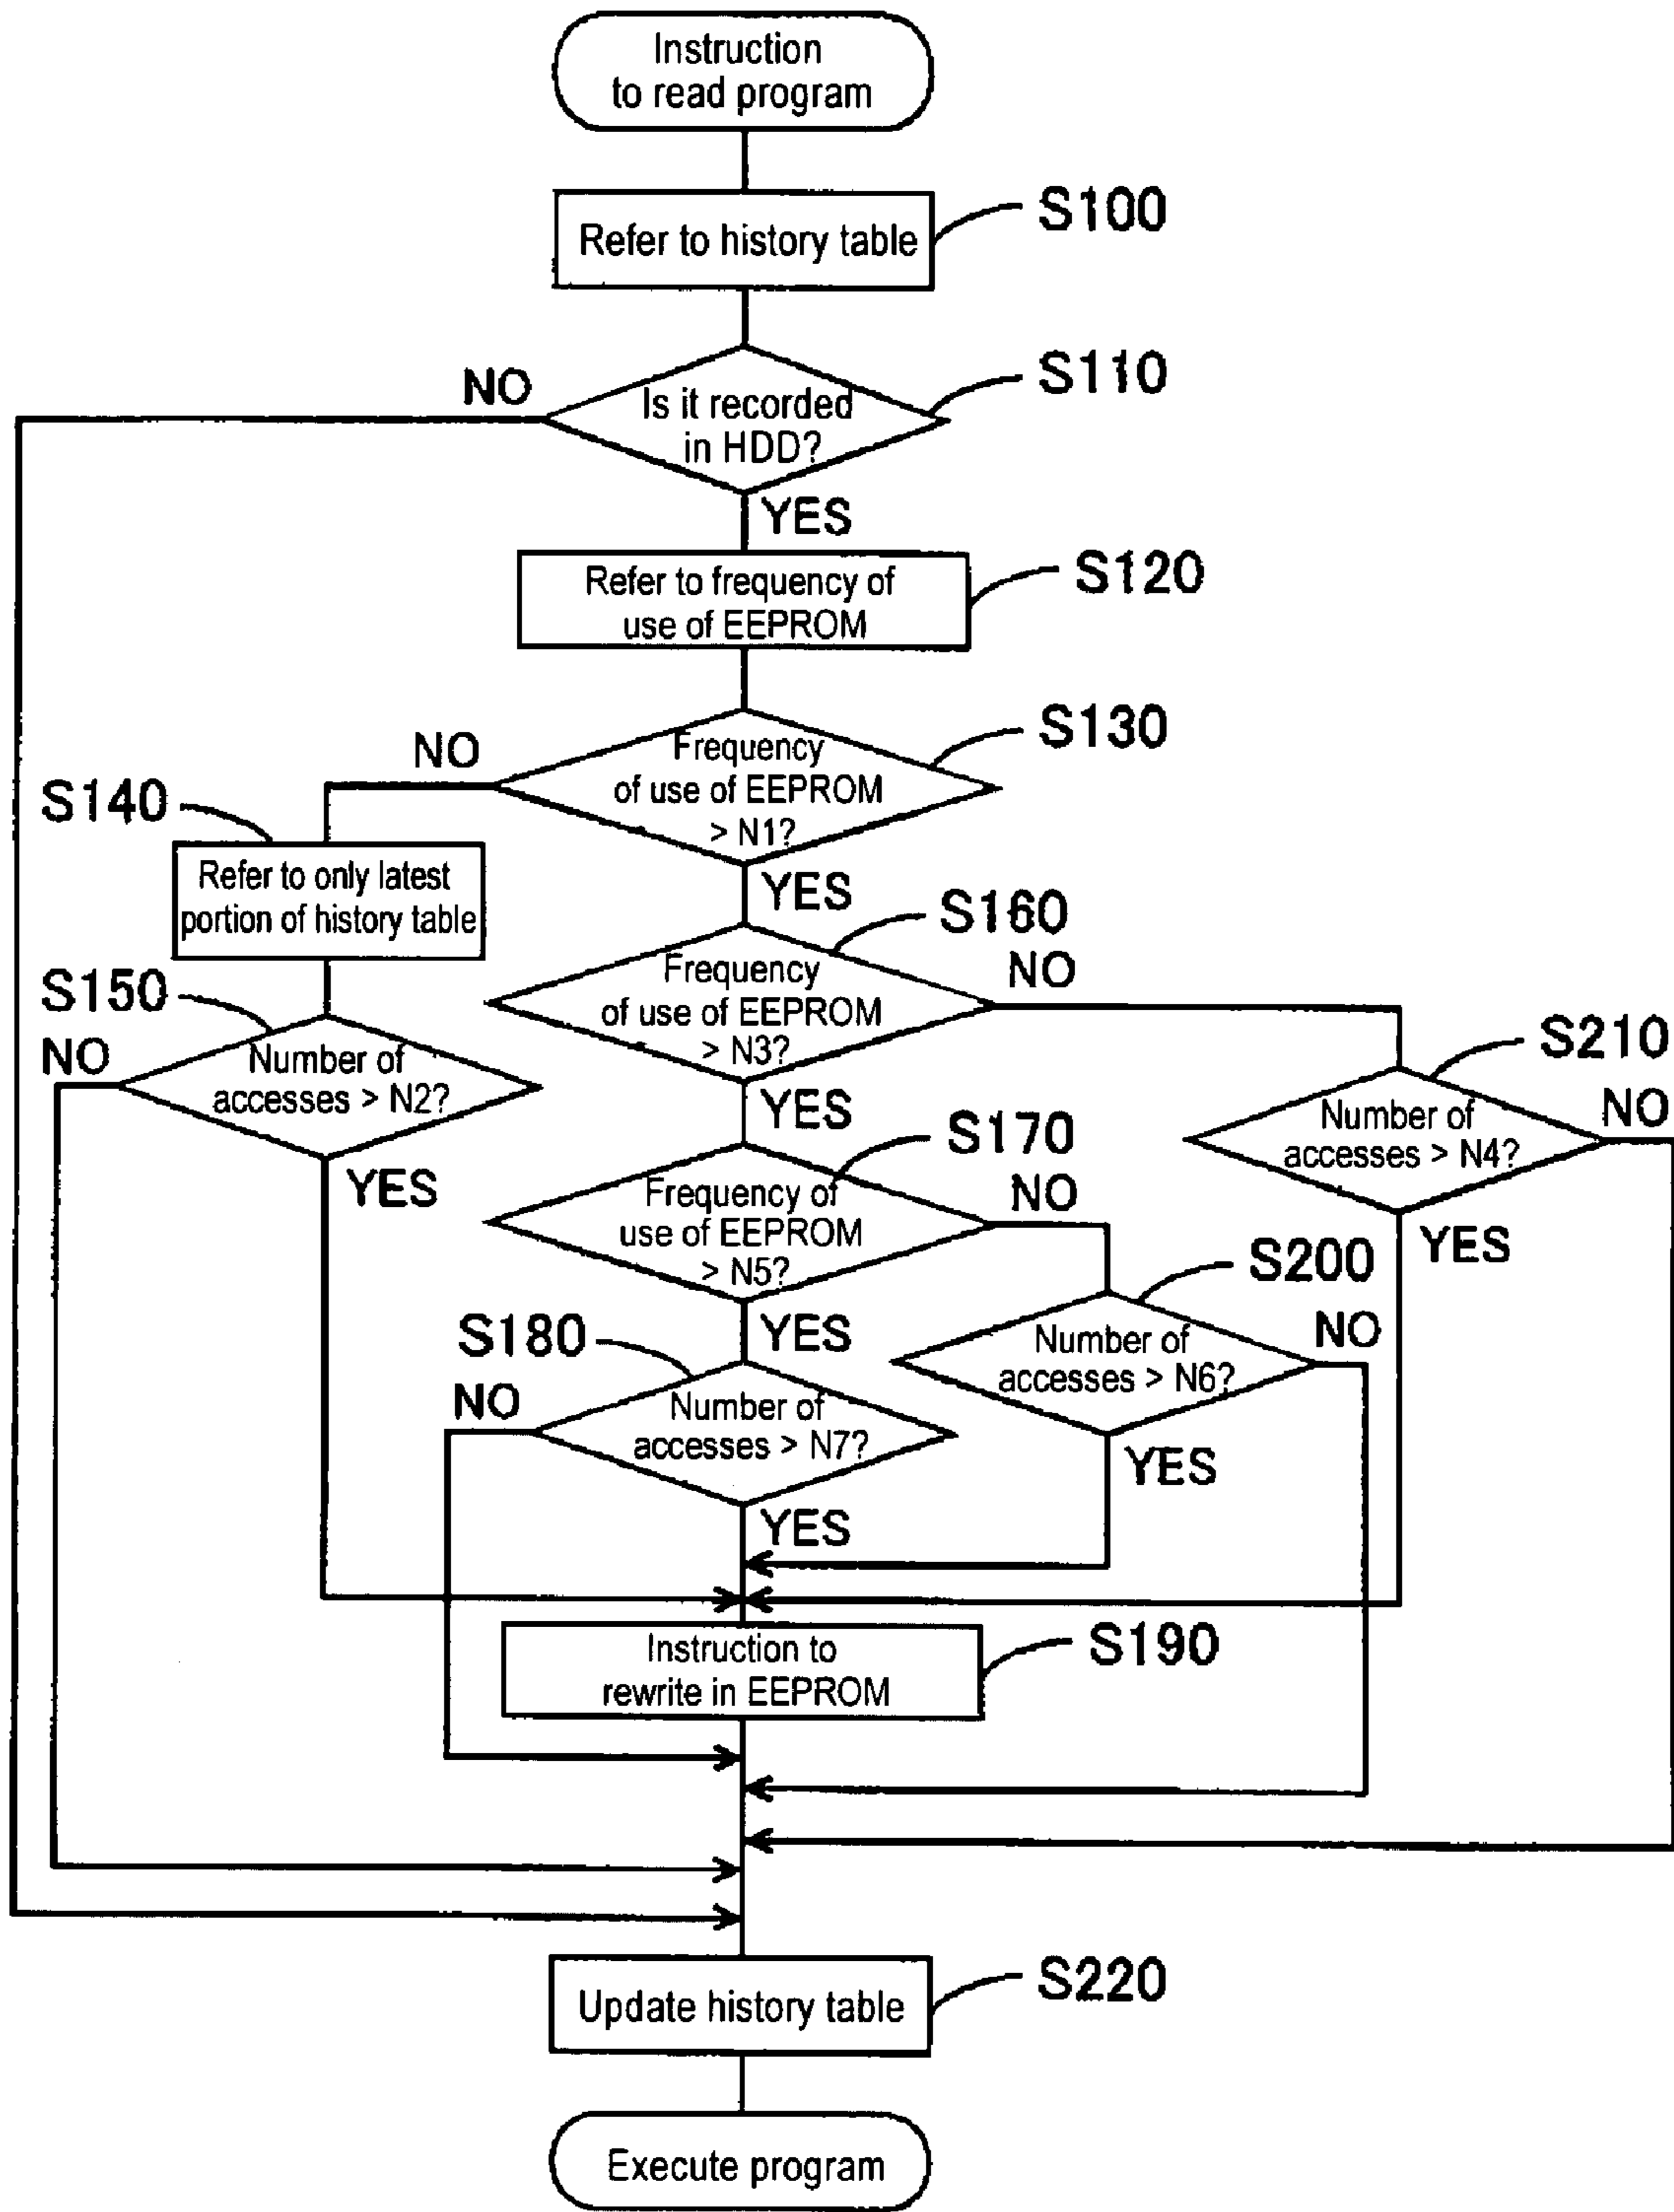 Instruction
to read program
S100
Refer to history table
S110
NO
Is it recorded
in HDD?
YES
S120
Refer to frequency of
use of EEPROM
S130
NO
Frequency
of use of EEPROM
> N1?
S140
YES
Refer to only latest
portion of history table
S160
NO
Frequency
of use of EEPROM
> N3?
S150
NO
Number of
accesses > N2?
YES
S210
NO
Number of
accesses > N4?
YES
YES
S170
NO
Frequency of
use of EEPROM
> N5?
S200
NO
Number of
accesses > N6?
YES
S180
YES
NO
Number of
accesses > N7?
YES
S190
Instruction to
rewrite in EEPROM
S220
Update history table
Execute program